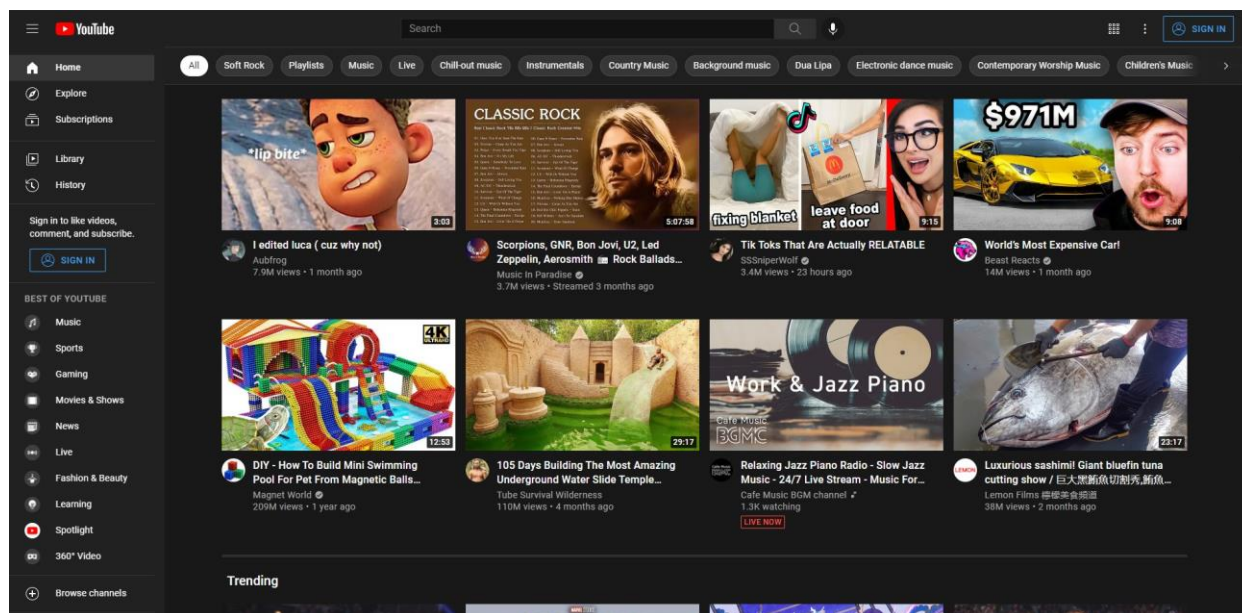 YouTube
Search
SIGN IN
Home
Explore
Subscriptions
Library
History
Sign in to like videos,
comment, and subscribe.
SIGN IN
BEST OF YOUTUBE
Music
Sports
Gaming
Movies & Shows
News
Live
Fashion & Beauty
Learning
Spotlight
360° Video
Browse channels
All Soft Rock Playlists Music Live Chill-out music Instrumentals Country Music Background music Dua Lipa Electronic dance music Contemporary Worship Music Children's Music
*lip bite*
3:03
I edited luca ( cuz why not)
Aubfrog
7.9M views • 1 month ago
CLASSIC ROCK
5:07:58
Scorpions, GNR, Bon Jovi, U2, Led
Zeppelin, Aerosmith 📻 Rock Ballads...
Music In Paradise
3.7M views • Streamed 3 months ago
fixing blanket
leave food
at door
9:15
Tik Toks That Are Actually RELATABLE
SSSniperWolf
3.4M views • 23 hours ago
$971M
9:08
World's Most Expensive Car!
Beast Reacts
14M views • 1 month ago
4K
ULTRAHD
12:53
DIY - How To Build Mini Swimming
Pool For Pet From Magnetic Balls...
Magnet World
209M views • 1 year ago
29:17
105 Days Building The Most Amazing
Underground Water Slide Temple...
Tube Survival Wilderness
110M views • 4 months ago
Work & Jazz Piano
Cafe Music
BGMC
Relaxing Jazz Piano Radio - Slow Jazz
Music - 24/7 Live Stream - Music For...
Cafe Music BGM channel
1.3K watching
LIVE NOW
23:17
LEMON
Luxurious sashimi! Giant bluefin tuna
cutting show / 巨大黑鮪魚切割秀,鮪魚...
Lemon Films 檸檬美食頻道
38M views • 2 months ago
Trending